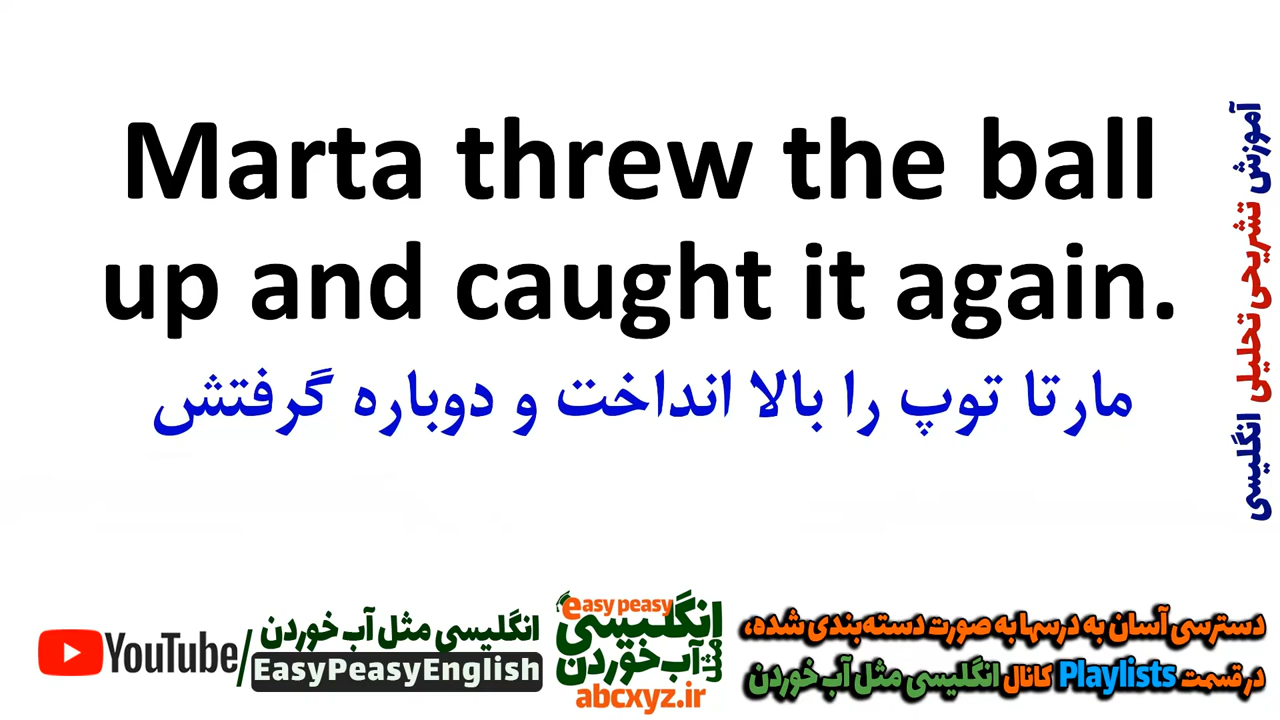 Marta threw the ball
up and caught it again.
مارتا توپ را بالا انداخت و دوباره گرفتش
آموزش تشریحی تحلیلی انگلیسی
YouTube/
انگلیسی مثل آب خوردن
EasyPeasyEnglish
easy peasy
انگلیسی
مثل آب خوردن
abcxyz.ir
دسترسی آسان به درسها به صورت دسته‌بندی شده،
در قسمت Playlists کانال انگلیسی مثل آب خوردن